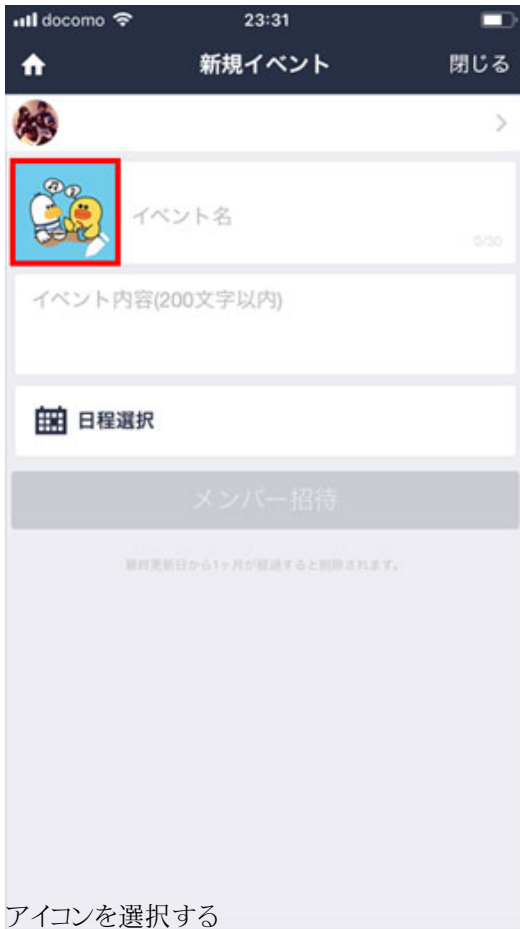 docomo 23:31
新規イベント 閉じる
イベント名
0/30
イベント内容(200文字以内)
日程選択
メンバー招待
最終更新日から1ヶ月が経過すると削除されます。
アイコンを選択する